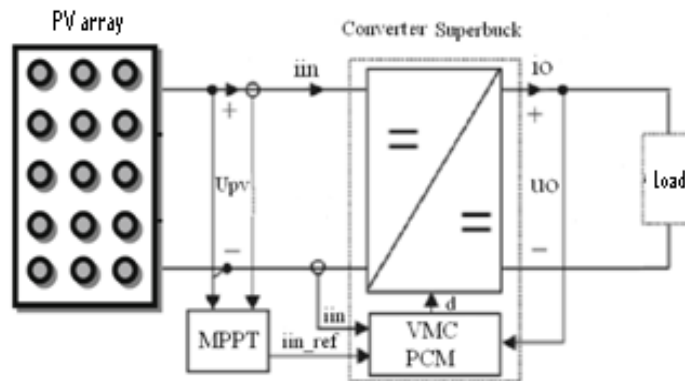 PV array
Converter Superbuck
iin
io
+
+
Upv
uo
Load
−
−
d
iin
VMC
PCM
MPPT
iin_ref